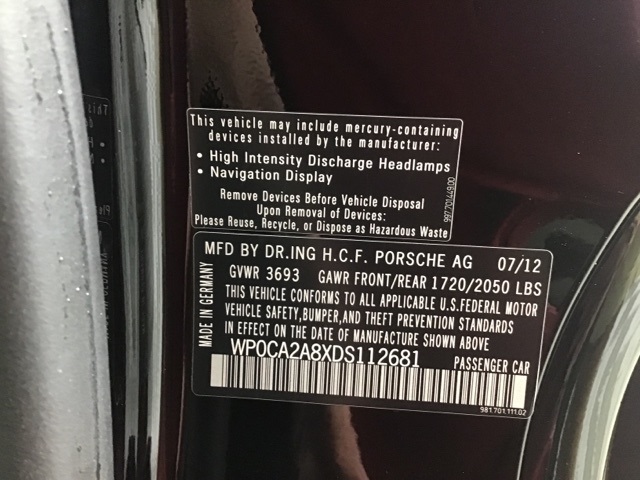 This vehicle may include mercury-containing
devices installed by the manufacturer:
• High Intensity Discharge Headlamps
• Navigation Display
Remove Devices Before Vehicle Disposal
Upon Removal of Devices:
Please Reuse, Recycle, or Dispose as Hazardous Waste
MFD BY DR.ING H.C.F. PORSCHE AG 07/12
GVWR 3693 GAWR FRONT/REAR 1720/2050 LBS
THIS VEHICLE CONFORMS TO ALL APPLICABLE U.S.FEDERAL MOTOR
VEHICLE SAFETY,BUMPER,AND THEFT PREVENTION STANDARDS
IN EFFECT ON THE DATE OF MANUFACTURE SHOWN ABOVE
WP0CA2A8XDS112681 PASSENGER CAR
MADE IN GERMANY
981.701.111.02